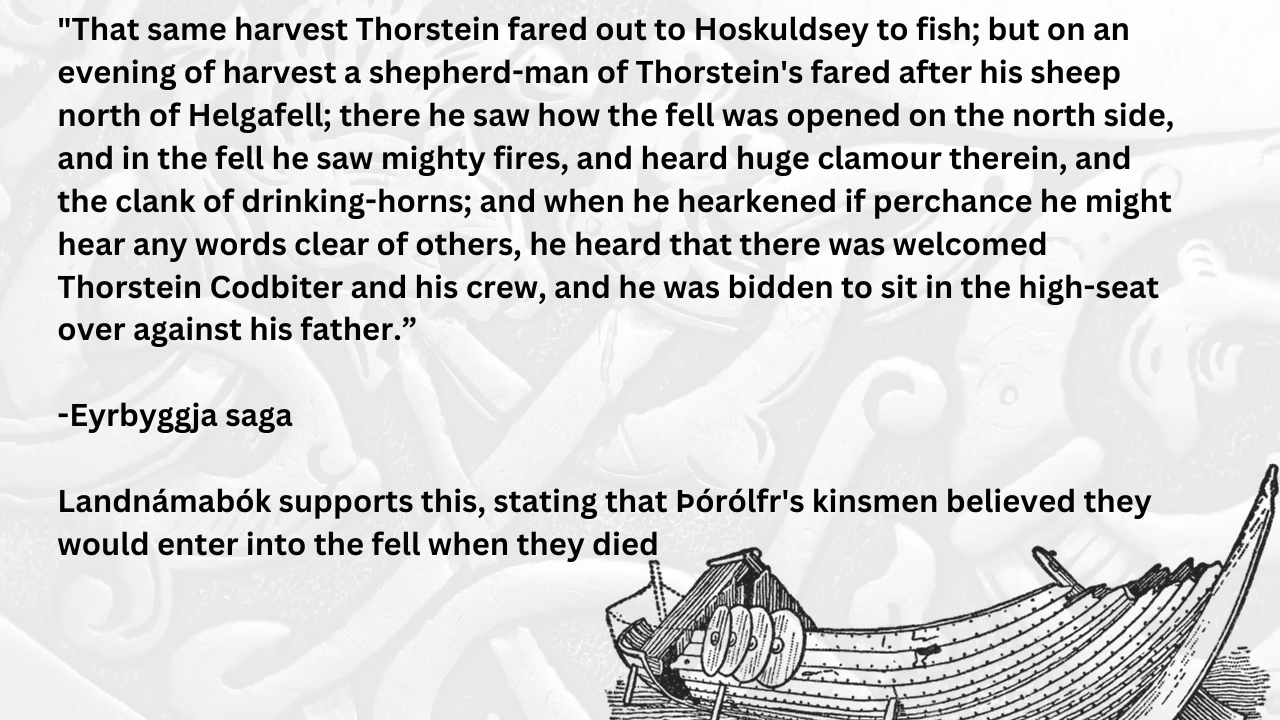 "That same harvest Thorstein fared out to Hoskuldsey to fish; but on an
evening of harvest a shepherd-man of Thorstein's fared after his sheep
north of Helgafell; there he saw how the fell was opened on the north side,
and in the fell he saw mighty fires, and heard huge clamour therein, and
the clank of drinking-horns; and when he hearkened if perchance he might
hear any words clear of others, he heard that there was welcomed
Thorstein Codbiter and his crew, and he was bidden to sit in the high-seat
over against his father.”
-Eyrbyggja saga
Landnámabók supports this, stating that Þórólfr's kinsmen believed they
would enter into the fell when they died